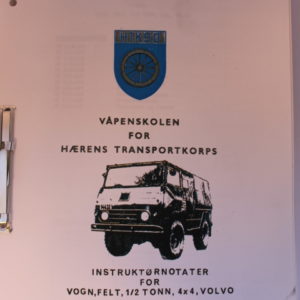 VÅPENSKOLEN
FOR
HÆRENS TRANSPORTKORPS
INSTRUKTØRNOTATER
FOR
VOGN, FELT, 1/2 TONN, 4x4, VOLVO